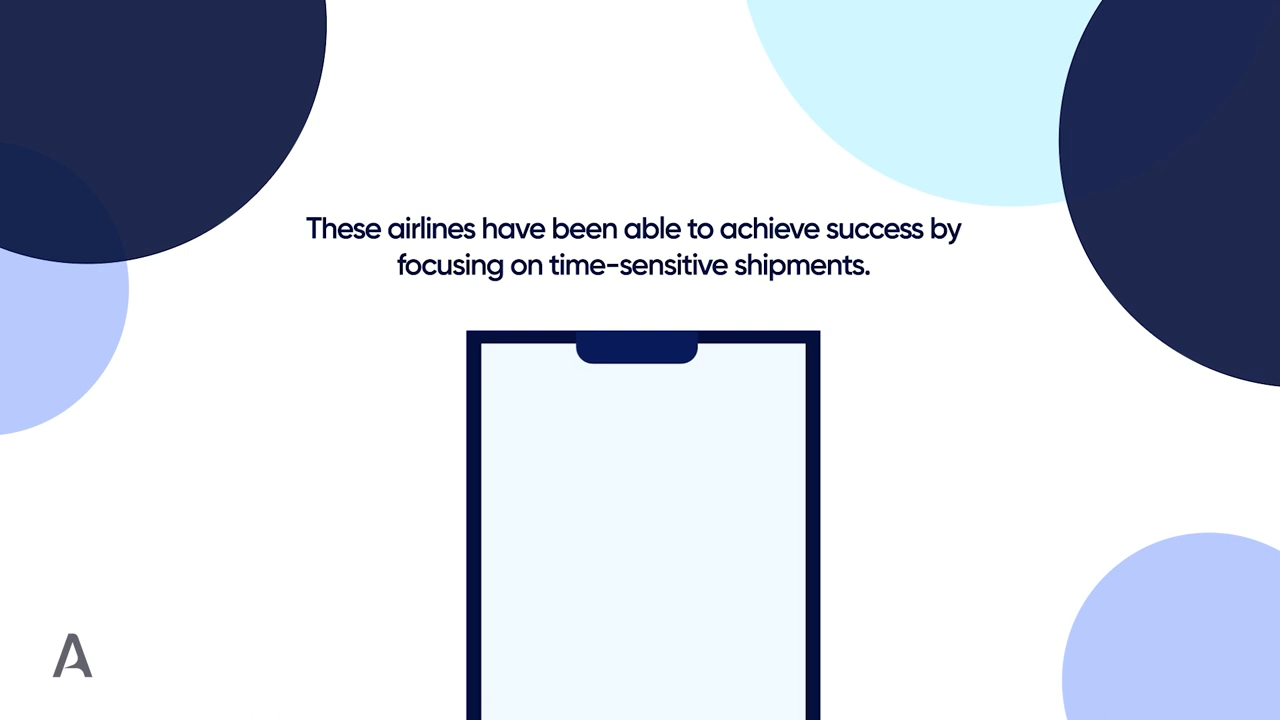 These airlines have been able to achieve success by
focusing on time-sensitive shipments.
A